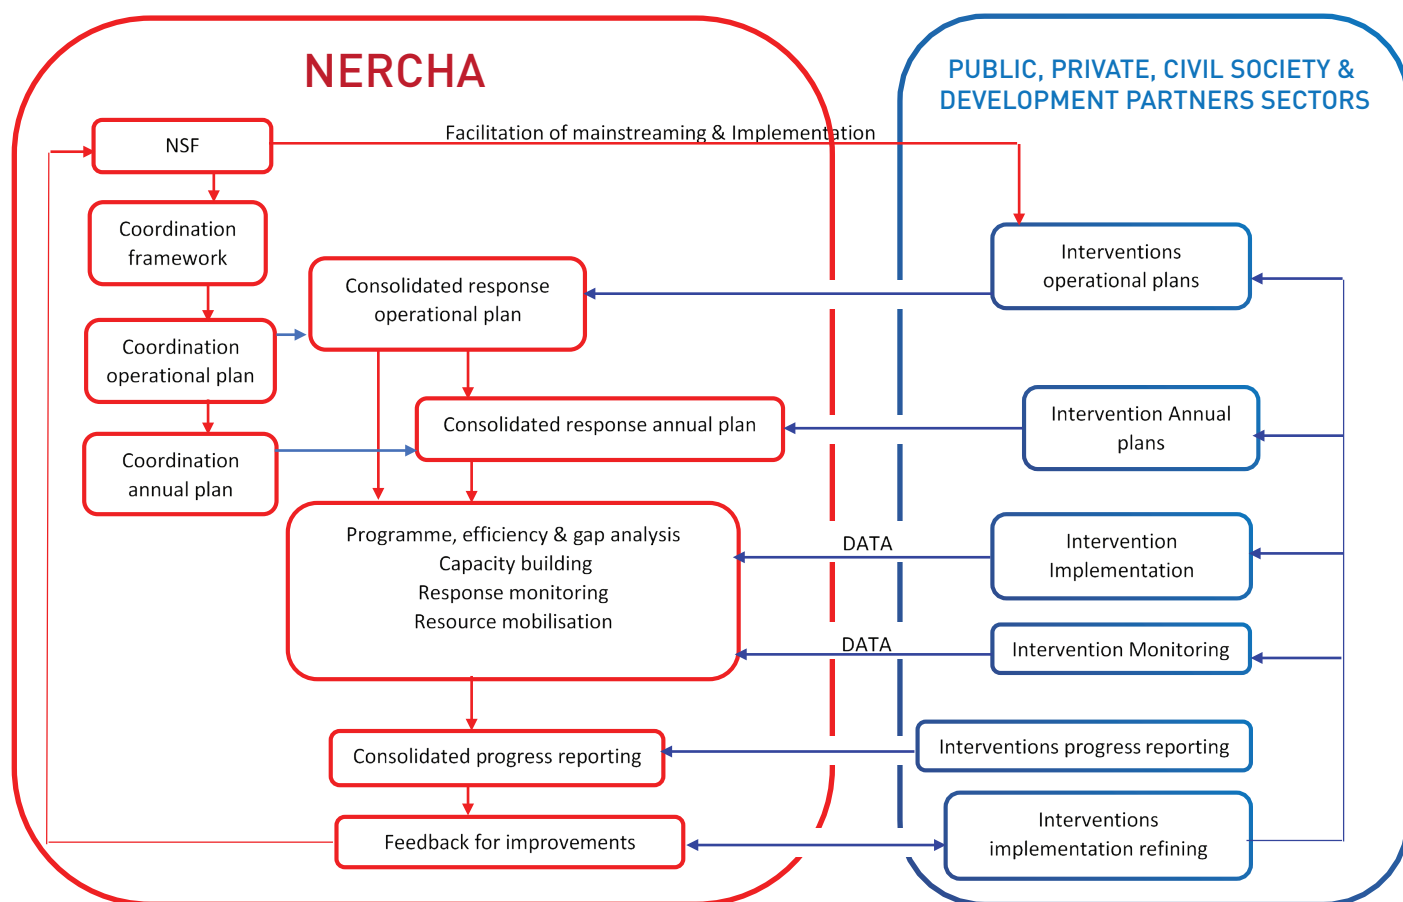 NERCHA
PUBLIC, PRIVATE, CIVIL SOCIETY &
DEVELOPMENT PARTNERS SECTORS
Facilitation of mainstreaming & Implementation
NSF
Coordination
framework
Interventions
operational plans
Consolidated response
operational plan
Coordination
operational plan
Consolidated response annual plan
Intervention Annual
plans
Coordination
annual plan
Programme, efficiency & gap analysis
Capacity building
Response monitoring
Resource mobilisation
DATA
Intervention
Implementation
DATA
Intervention Monitoring
Consolidated progress reporting
Interventions progress reporting
Feedback for improvements
Interventions
implementation refining